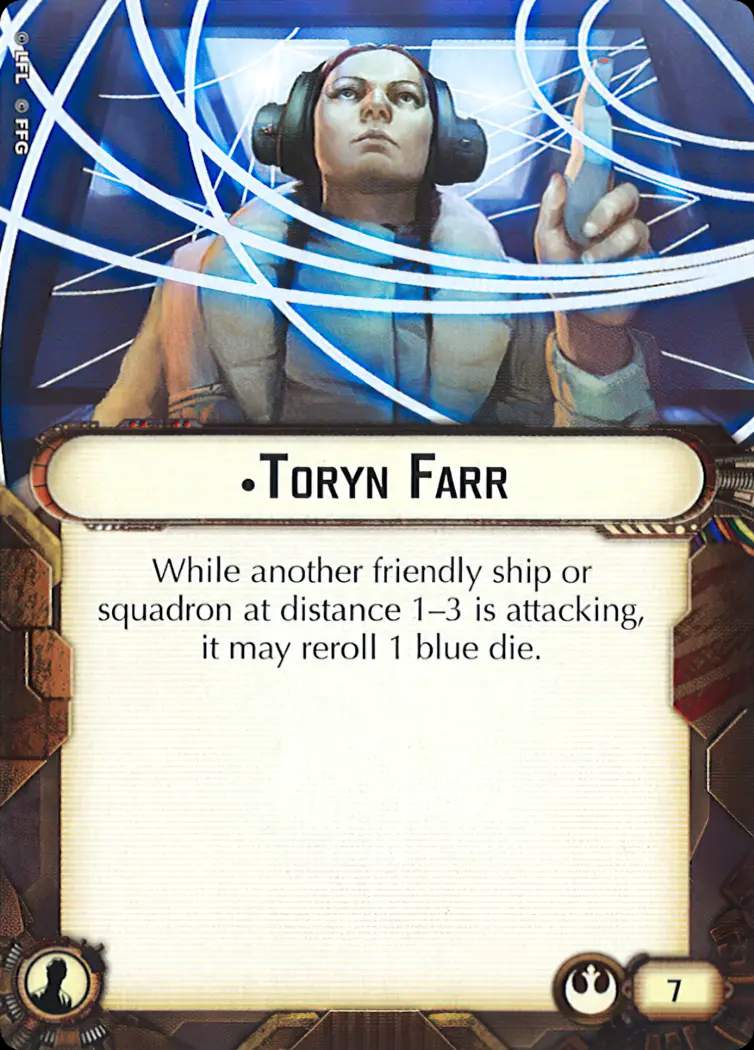 © LFL © FFG
•Toryn Farr
While another friendly ship or
squadron at distance 1–3 is attacking,
it may reroll 1 blue die.
7